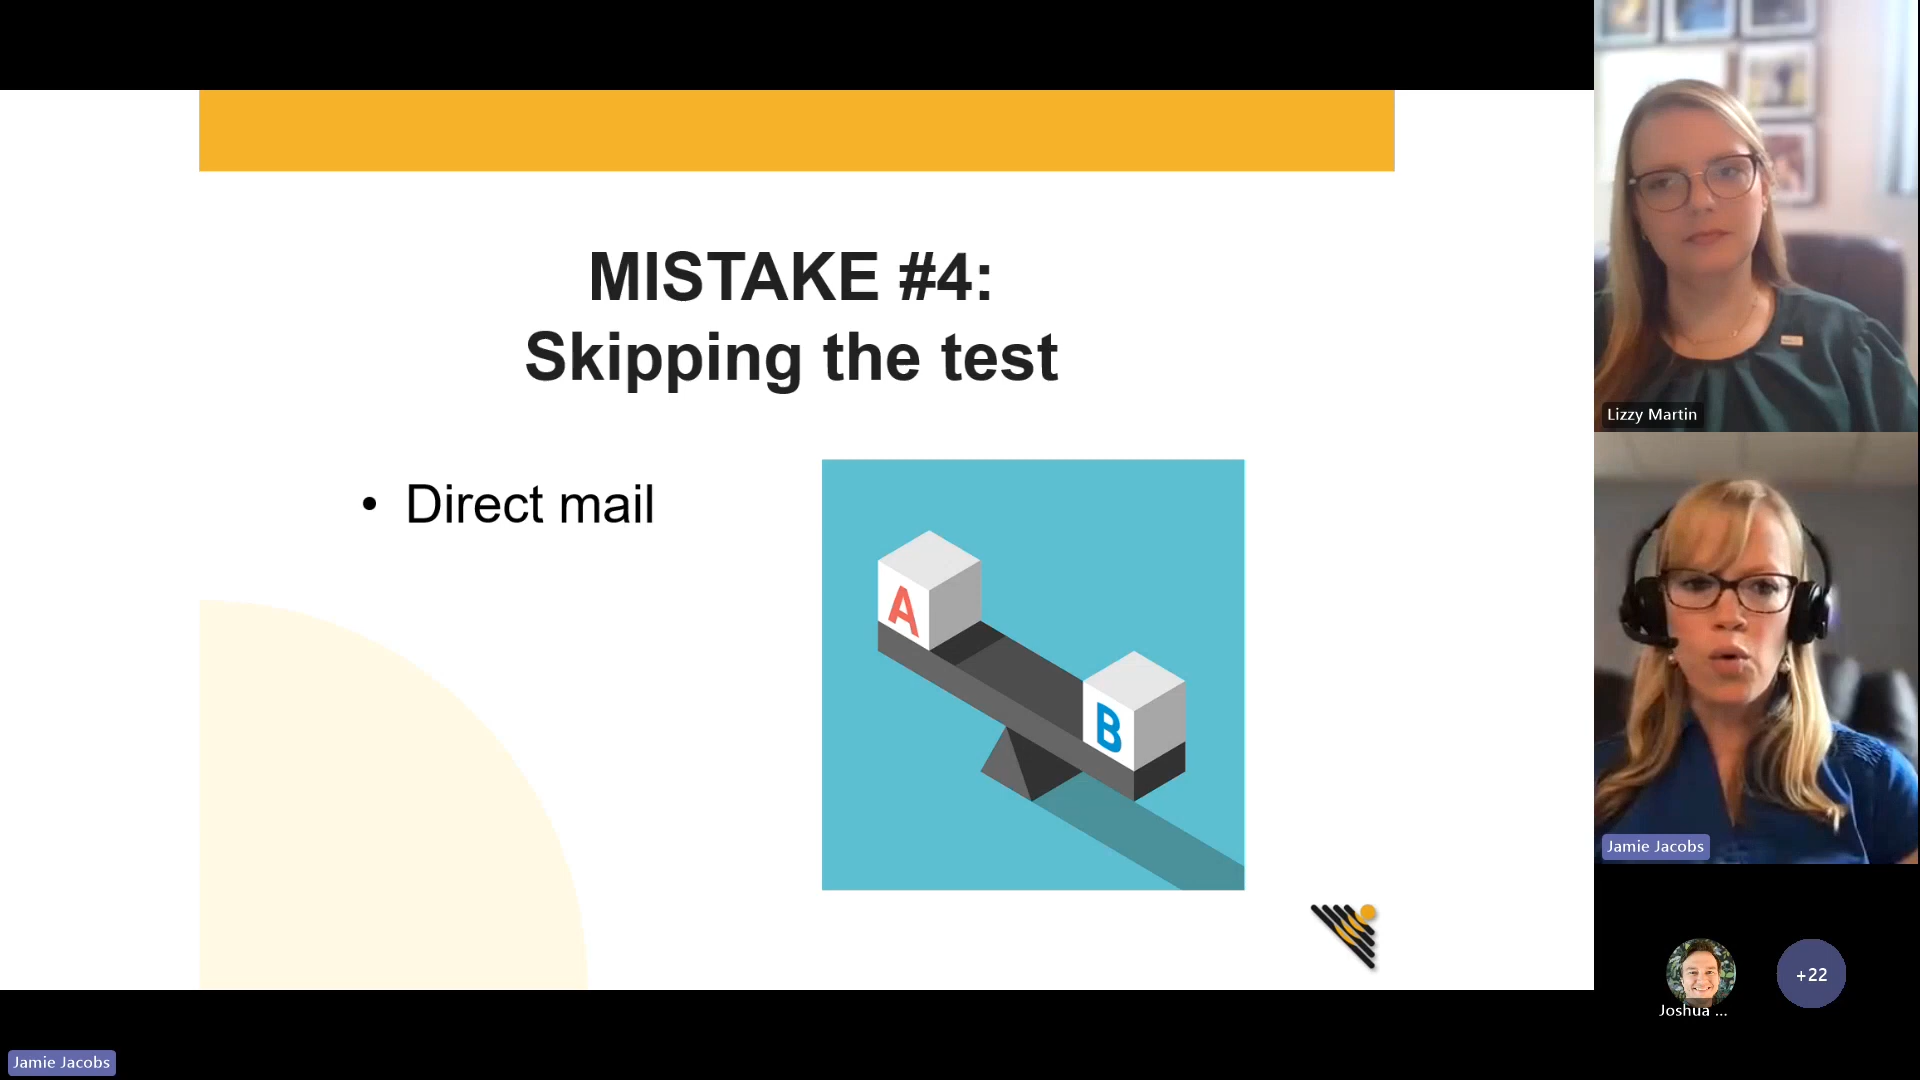 MISTAKE #4:
Skipping the test
• Direct mail
A
B
Lizzy Martin
Jamie Jacobs
+22
Joshua ...
Jamie Jacobs